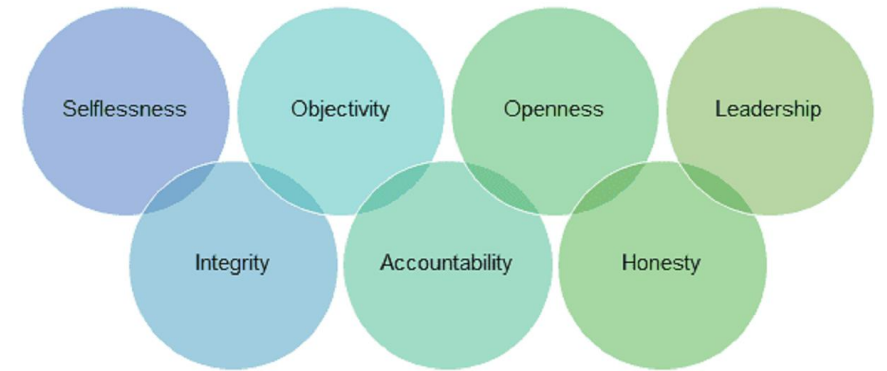 Selflessness
Objectivity
Openness
Leadership
Integrity
Accountability
Honesty